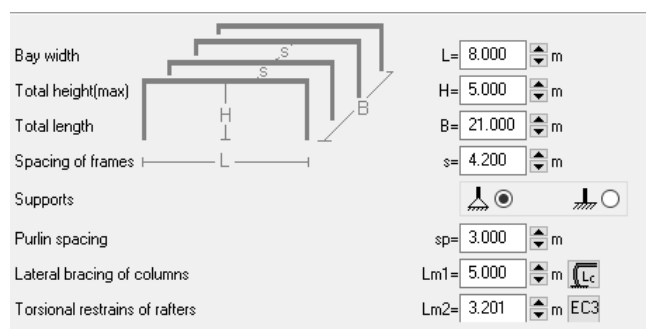 Bay width L= 8.000 m
Total height(max) H= 5.000 m
Total length B= 21.000 m
Spacing of frames s= 4.200 m
s
s
H
B
L
Supports
Purlin spacing sp= 3.000 m
Lateral bracing of columns Lm1= 5.000 m Lc
Torsional restrains of rafters Lm2= 3.201 m EC3